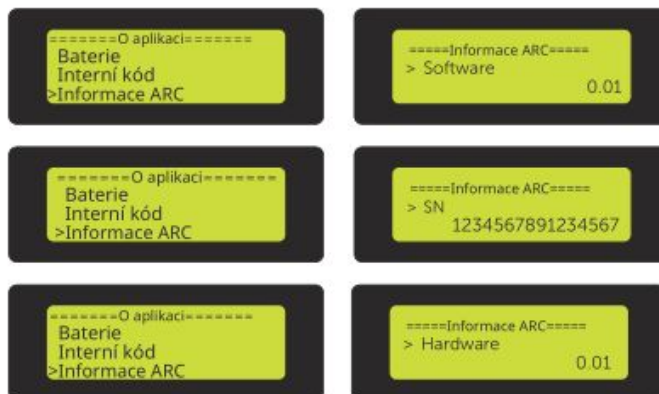 =======O aplikaci=======
Baterie
Interní kód
>Informace ARC
=====Informace ARC=====
> Software
0.01
=======O aplikaci=======
Baterie
Interní kód
>Informace ARC
=====Informace ARC=====
> SN
1234567891234567
=======O aplikaci=======
Baterie
Interní kód
>Informace ARC
=====Informace ARC=====
> Hardware
0.01